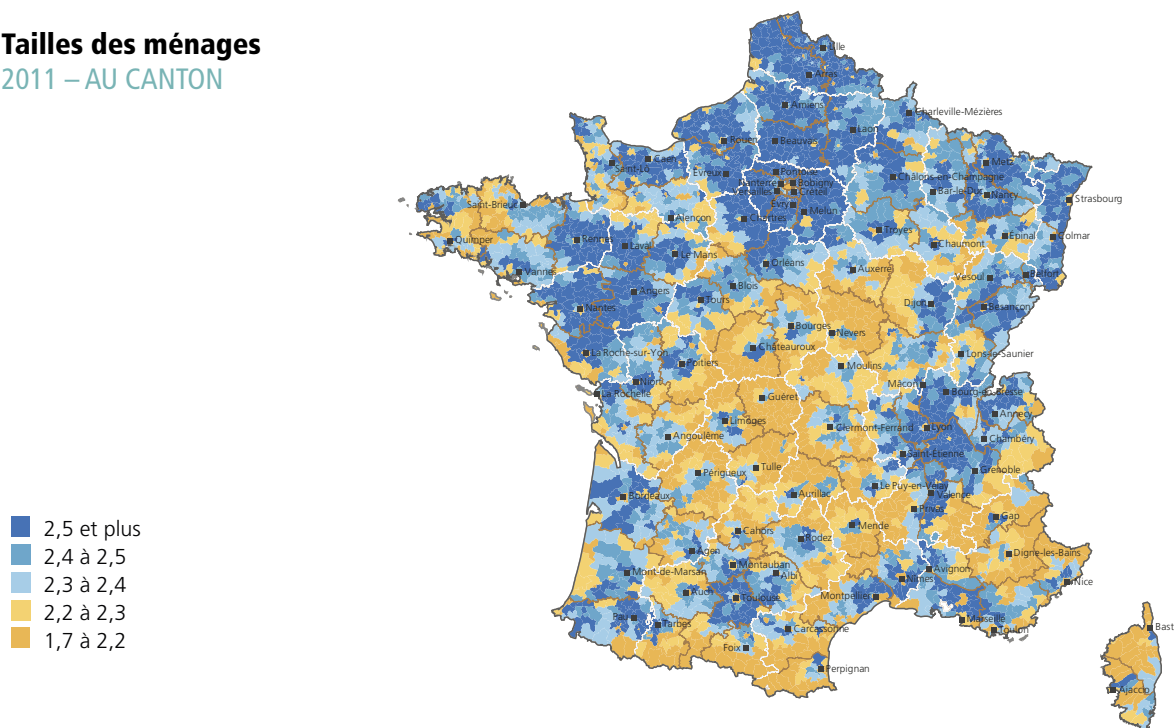 Tailles des ménages
2011 – AU CANTON
Lille
Arras
Amiens
Charleville-Mézières
Laon
Rouen
Beauvais
Metz
Caen
Saint-Lô
Évreux
Pontoise
Nanterre
Bobigny
Versailles
Créteil
Châlons-en-Champagne
Bar-le-Duc
Nancy
Strasbourg
Évry
Melun
Saint-Brieuc
Alençon
Chartres
Troyes
Épinal
Colmar
Quimper
Rennes
Laval
Le Mans
Chaumont
Orléans
Auxerre
Vannes
Vesoul
Belfort
Angers
Blois
Tours
Dijon
Besançon
Nantes
Bourges
Nevers
Châteauroux
La Roche-sur-Yon
Poitiers
Moulins
Lons-le-Saunier
Niort
La Rochelle
Mâcon
Bourg-en-Bresse
Guéret
Annecy
Limoges
Clermont-Ferrand
Lyon
Angoulême
Chambéry
Saint-Etienne
Périgueux
Tulle
Grenoble
Le Puy-en-Velay
Bordeaux
Aurillac
Valence
Privas
Gap
Mende
Cahors
Rodez
Agen
Digne-les-Bains
Montauban
Mont-de-Marsan
Albi
Avignon
Nîmes
Nice
Auch
Toulouse
Montpellier
Pau
Tarbes
Marseille
Carcassonne
Toulon
Foix
Perpignan
Bast
Ajaccio
2,5 et plus
2,4 à 2,5
2,3 à 2,4
2,2 à 2,3
1,7 à 2,2